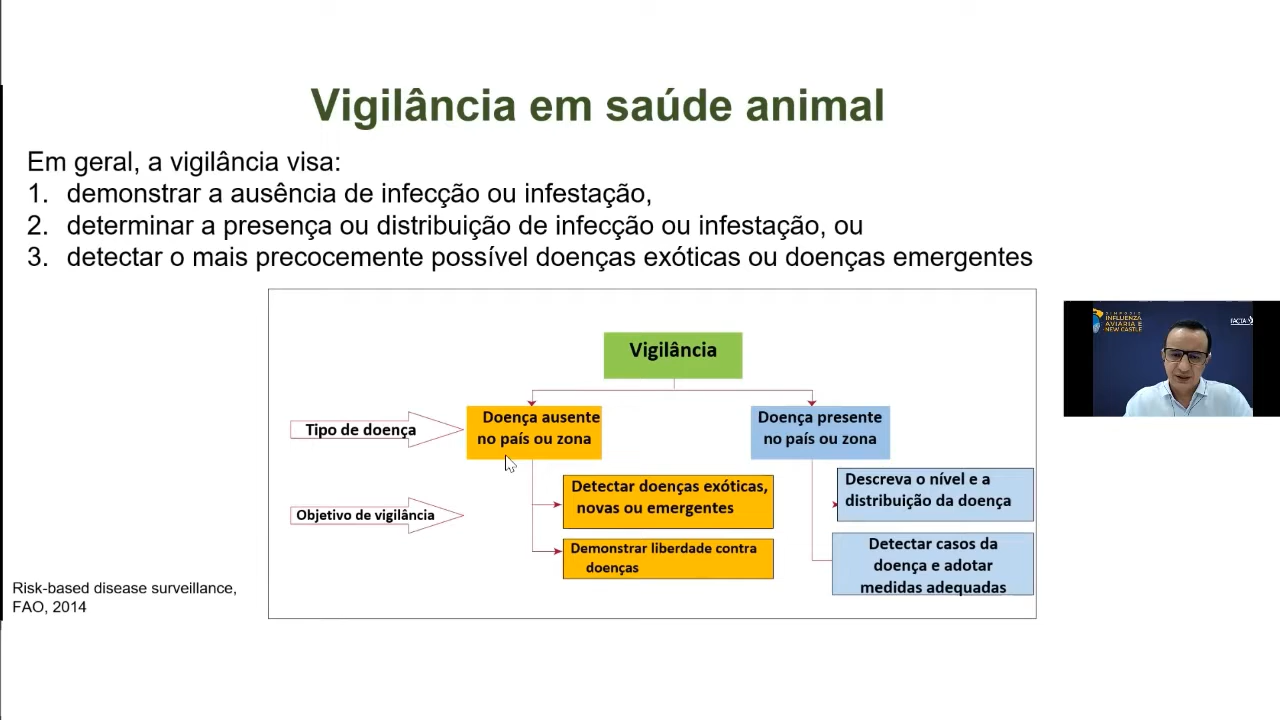 Vigilância em saúde animal
Em geral, a vigilância visa:
1. demonstrar a ausência de infecção ou infestação,
2. determinar a presença ou distribuição de infecção ou infestação, ou
3. detectar o mais precocemente possível doenças exóticas ou doenças emergentes
Vigilância
Tipo de doença
Doença ausente
no país ou zona
Doença presente
no país ou zona
Objetivo de vigilância
Detectar doenças exóticas,
novas ou emergentes
Demonstrar liberdade contra
doenças
Descreva o nível e a
distribuição da doença
Detectar casos da
doença e adotar
medidas adequadas
Risk-based disease surveillance,
FAO, 2014
SIMPÓSIO
INFLUENZA
AVIÁRIA E
NEW CASTLE
FACTA